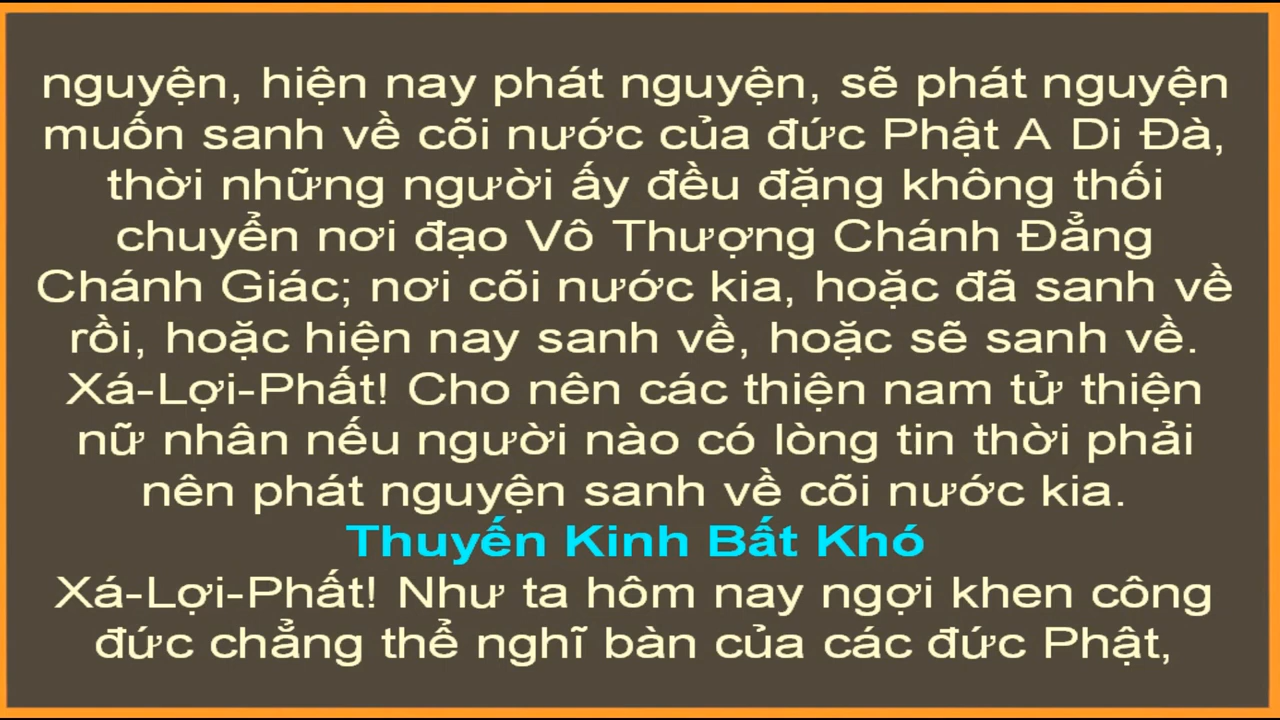 nguyện, hiện nay phát nguyện, sẽ phát nguyện
muốn sanh về cõi nước của đức Phật A Di Đà,
thời những người ấy đều đặng không thối
chuyển nơi đạo Vô Thượng Chánh Đẳng
Chánh Giác; nơi cõi nước kia, hoặc đã sanh về
rồi, hoặc hiện nay sanh về, hoặc sẽ sanh về.
Xá-Lợi-Phất! Cho nên các thiện nam tử thiện
nữ nhân nếu người nào có lòng tin thời phải
nên phát nguyện sanh về cõi nước kia.
Thuyến Kinh Bất Khó
Xá-Lợi-Phất! Như ta hôm nay ngợi khen công
đức chẳng thể nghĩ bàn của các đức Phật,